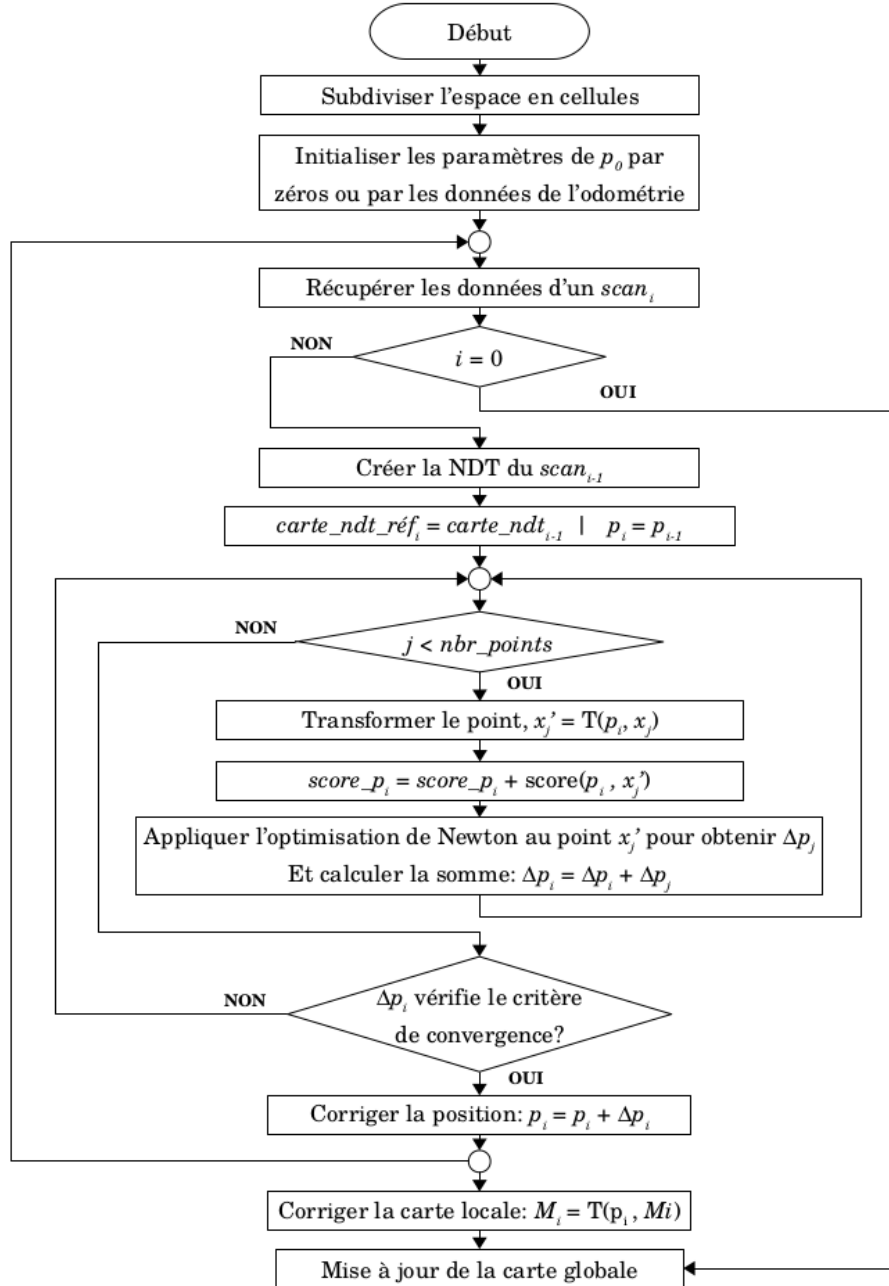 Début
Subdiviser l'espace en cellules
Initialiser les paramètres de p₀ par
zéros ou par les données de l'odométrie
Récupérer les données d'un scanᵢ
NON
i = 0
OUI
Créer la NDT du scanᵢ₋₁
carte_ndt_réfᵢ = carte_ndtᵢ₋₁ | pᵢ = pᵢ₋₁
NON
j < nbr_points
OUI
Transformer le point, xⱼ’ = T(pᵢ, xⱼ)
score_pᵢ = score_pᵢ + score(pᵢ , xⱼ’)
Appliquer l’optimisation de Newton au point xⱼ’ pour obtenir Δpⱼ
Et calculer la somme: Δpᵢ = Δpᵢ + Δpⱼ
NON
Δpᵢ vérifie le critère
de convergence?
OUI
Corriger la position: pᵢ = pᵢ + Δpᵢ
Corriger la carte locale: Mᵢ = T(pᵢ , Mi)
Mise à jour de la carte globale